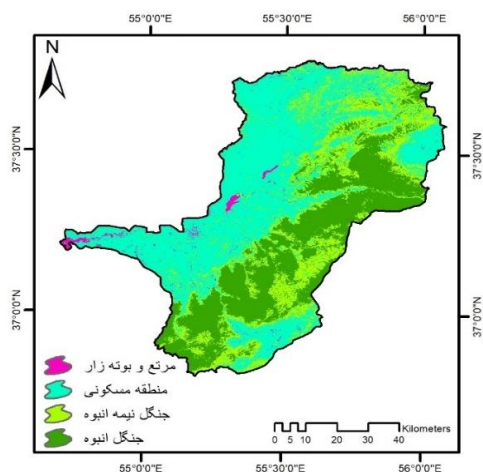 55°0'0"E 55°30'0"E 56°0'0"E
N
37°30'0"N 37°30'0"N
37°0'0"N 37°0'0"N
مرتع و بوته زار
منطقه مسکونی
جنگل نیمه انبوه
جنگل انبوه
Kilometers
0 5 10 20 30 40
55°0'0"E 55°30'0"E 56°0'0"E